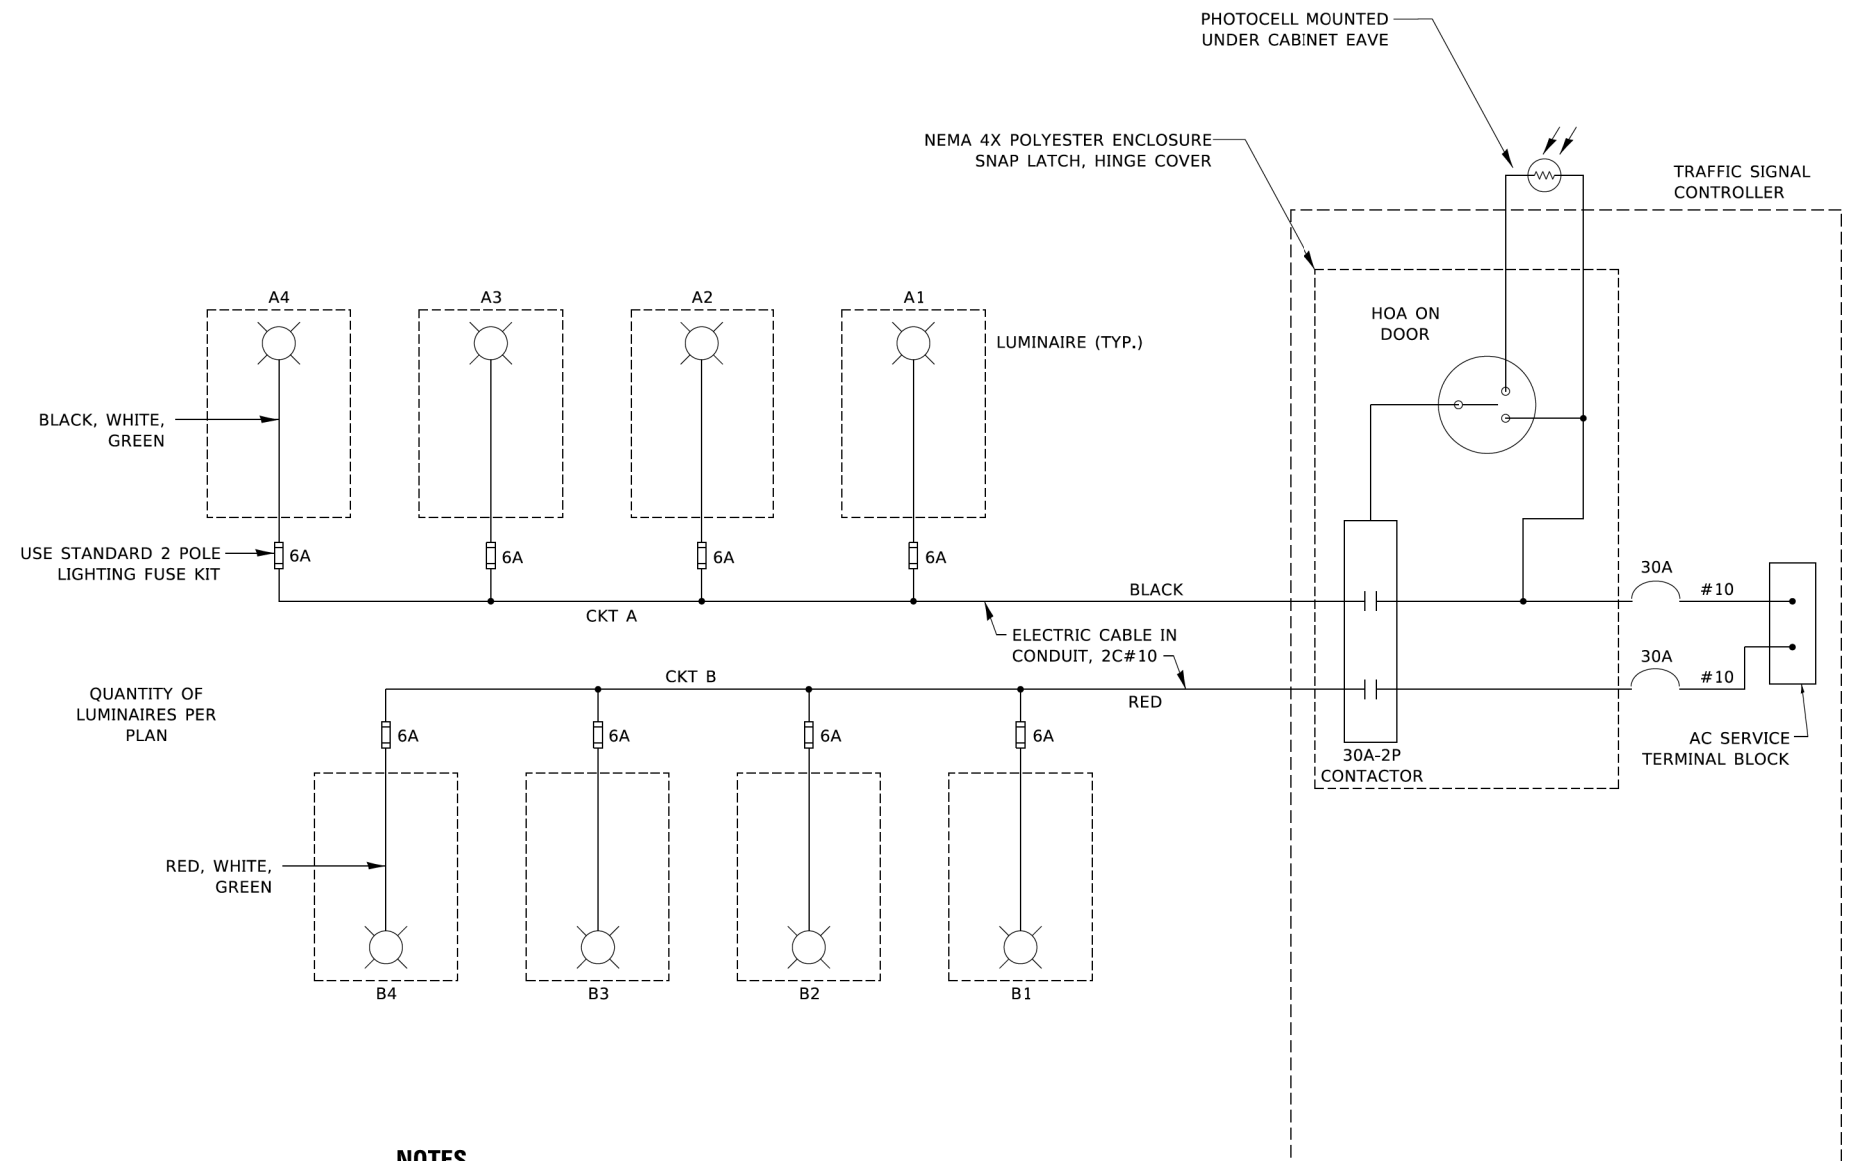 PHOTOCELL MOUNTED
UNDER CABINET EAVE
NEMA 4X POLYESTER ENCLOSURE
SNAP LATCH, HINGE COVER
TRAFFIC SIGNAL
CONTROLLER
HOA ON
DOOR
A4
A3
A2
A1
LUMINAIRE (TYP.)
BLACK, WHITE,
GREEN
USE STANDARD 2 POLE
LIGHTING FUSE KIT
6A
6A
6A
6A
CKT A
BLACK
30A
#10
ELECTRIC CABLE IN
CONDUIT, 2C#10
30A
#10
CKT B
RED
QUANTITY OF
LUMINAIRES PER
PLAN
6A
6A
6A
6A
30A-2P
CONTACTOR
AC SERVICE
TERMINAL BLOCK
RED, WHITE,
GREEN
B4
B3
B2
B1
NOTES